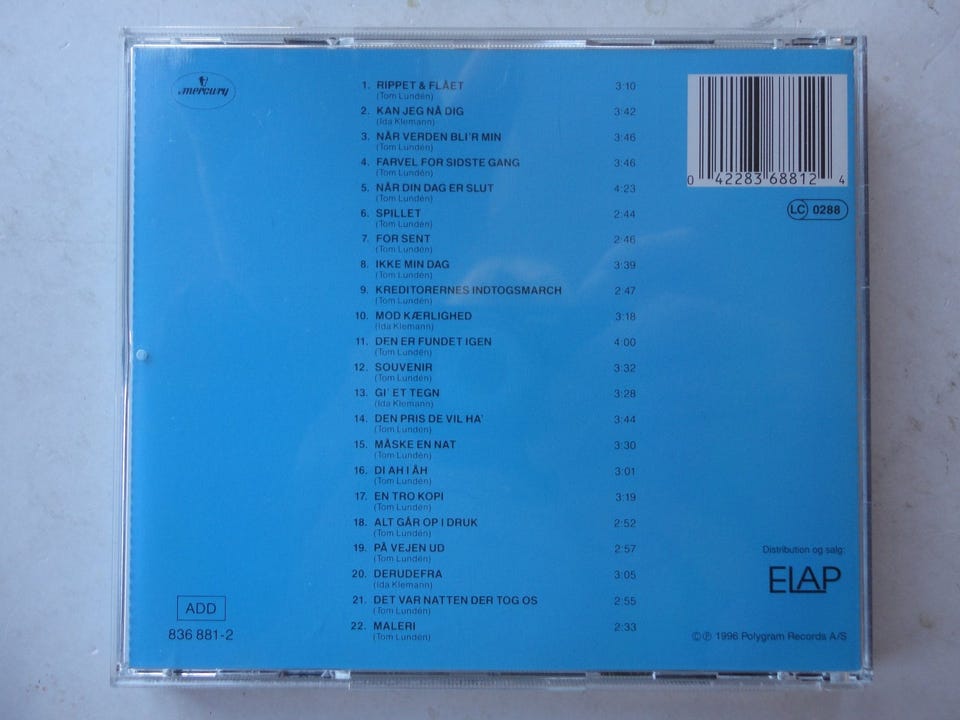 mercury
1. RIPPET & FLÅET 3:10
(Tom Lundén)
2. KAN JEG NÅ DIG 3:42
(Ida Klemann)
3. NÅR VERDEN BLI'R MIN 3:46
(Tom Lundén)
4. FARVEL FOR SIDSTE GANG 3:46
(Tom Lundén)
5. NÅR DIN DAG ER SLUT 4:23
(Tom Lundén)
6. SPILLET 2:44
(Tom Lundén)
7. FOR SENT 2:46
(Tom Lundén)
8. IKKE MIN DAG 3:39
(Tom Lundén)
9. KREDITORERNES INDTOGSMARCH 2:47
(Tom Lundén)
10. MOD KÆRLIGHED 3:18
(Ida Klemann)
11. DEN ER FUNDET IGEN 4:00
(Tom Lundén)
12. SOUVENIR 3:32
(Tom Lundén)
13. GI' ET TEGN 3:28
(Ida Klemann)
14. DEN PRIS DE VIL HA' 3:44
(Tom Lundén)
15. MÅSKE EN NAT 3:30
(Tom Lundén)
16. DI AH I ÅH 3:01
(Tom Lundén)
17. EN TRO KOPI 3:19
(Tom Lundén)
18. ALT GÅR OP I DRUK 2:52
(Tom Lundén)
19. PÅ VEJEN UD 2:57
(Tom Lundén)
20. DERUDEFRA 3:05
(Ida Klemann)
21. DET VAR NATTEN DER TOG OS 2:55
(Tom Lundén)
22. MALERI 2:33
(Tom Lundén)
ADD
836 881-2
0 42283 68812 4
LC 0288
Distribution og salg:
ELAP
©℗ 1996 Polygram Records A/S